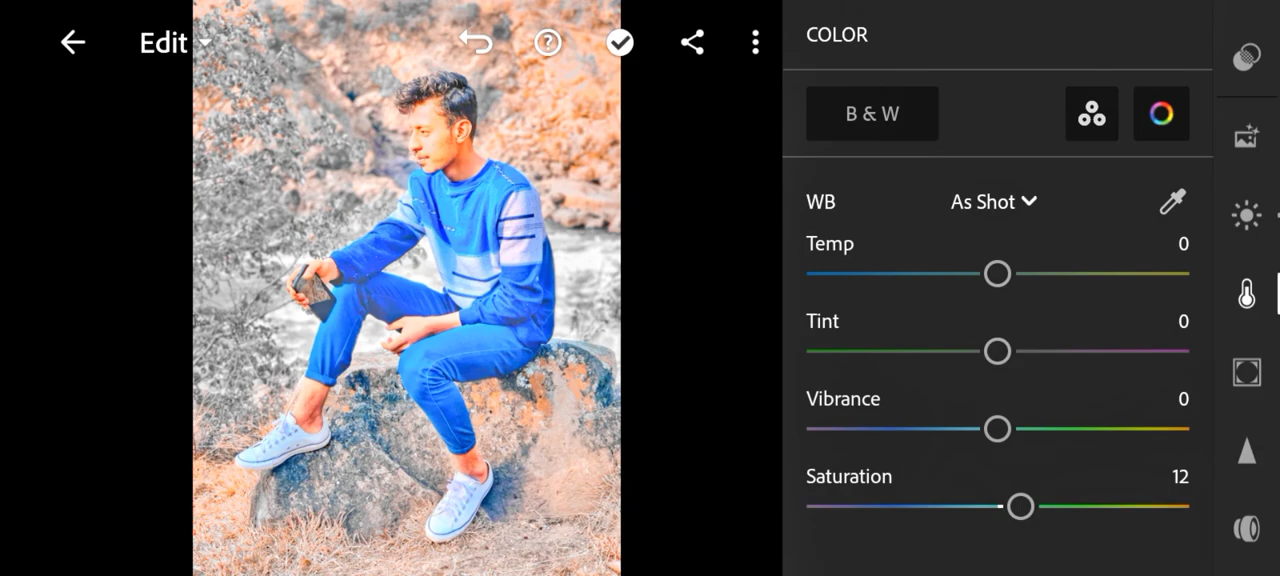 Edit
COLOR
B & W
WB As Shot
Temp 0
Tint 0
Vibrance 0
Saturation 12